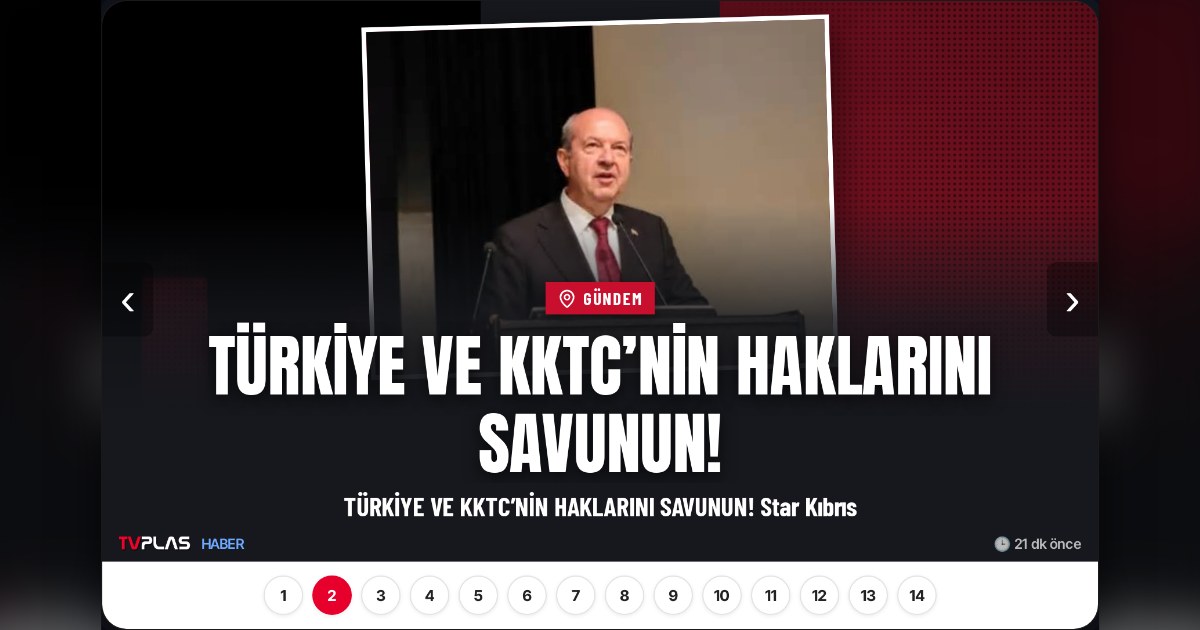 GÜNDEM
TÜRKİYE VE KKTC’NİN HAKLARINI
SAVUNUN!
TÜRKİYE VE KKTC’NİN HAKLARINI SAVUNUN! Star Kıbrıs
TVPLAS HABER
21 dk önce
1 2 3 4 5 6 7 8 9 10 11 12 13 14